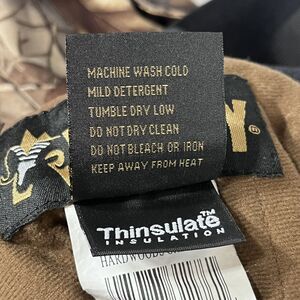 MACHINE WASH COLD
MILD DETERGENT
TUMBLE DRY LOW
DO NOT DRY CLEAN
DO NOT BLEACH OR IRON
KEEP AWAY FROM HEAT
®
Thinsulate™
INSULATION
HARDWOODS